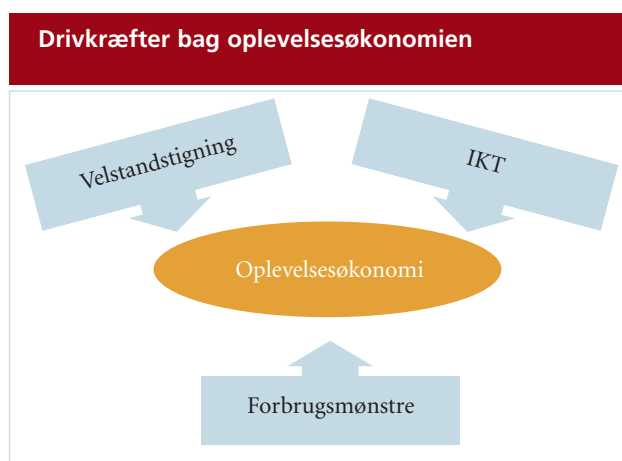 Drivkræfter bag oplevelsesøkonomien
Velstandstigning
IKT
Oplevelsesøkonomi
Forbrugsmønstre